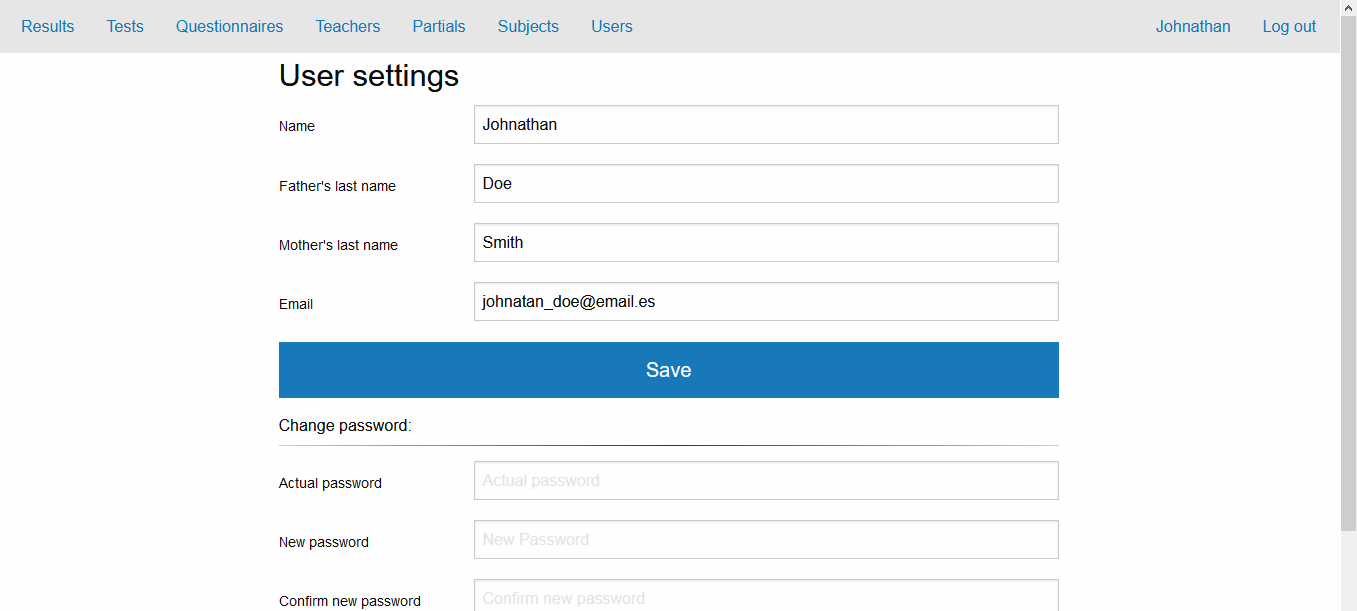 Results Tests Questionnaires Teachers Partials Subjects Users Johnathan Log out
User settings
Name Johnathan
Father's last name Doe
Mother's last name Smith
Email johnatan_doe@email.es
Save
Change password:
Actual password Actual password
New password New Password
Confirm new password Confirm new password